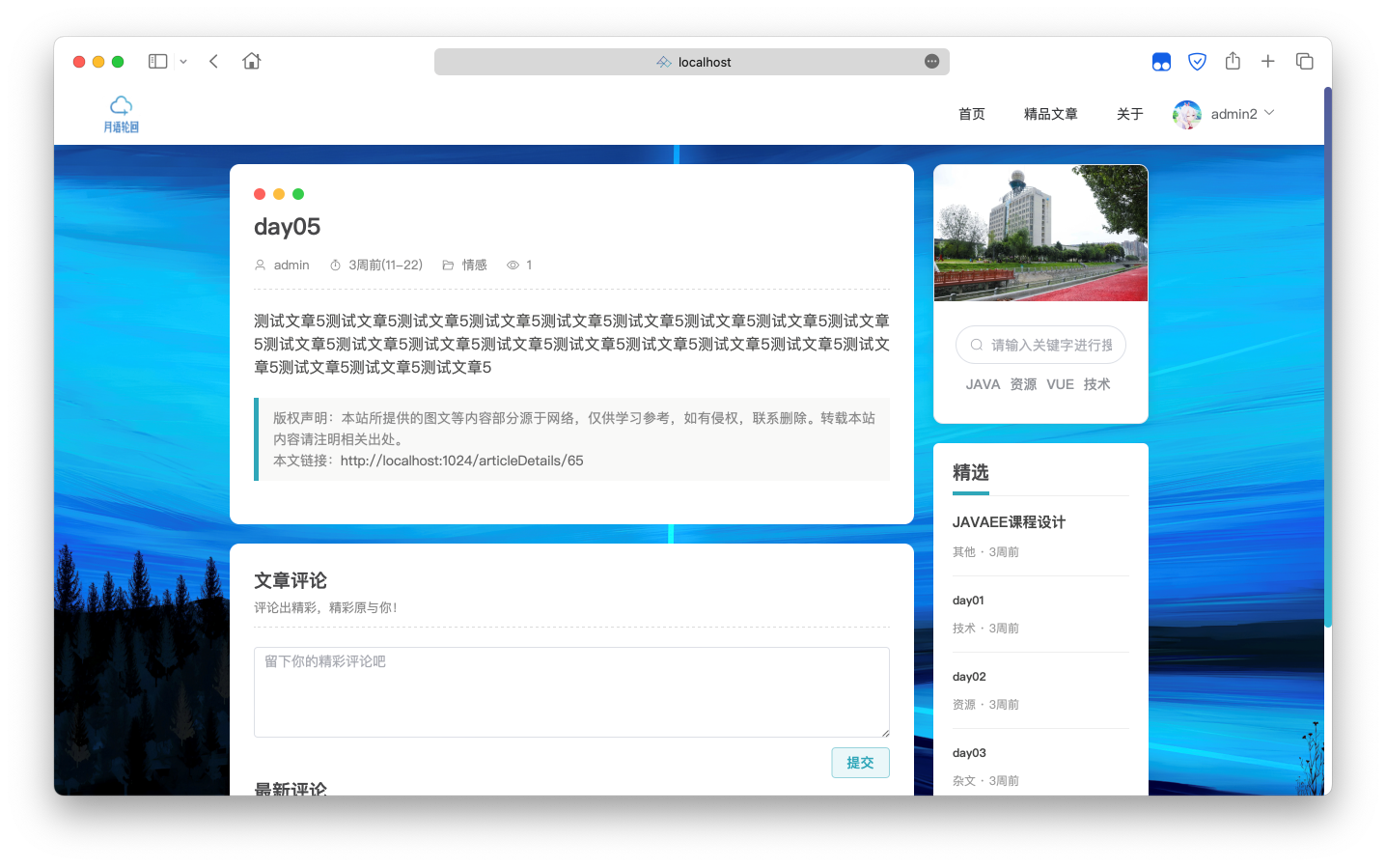 localhost
月语轮回
首页
精品文章
关于
admin2
day05
admin
3周前(11-22)
情感
1
测试文章5测试文章5测试文章5测试文章5测试文章5测试文章5测试文章5测试文章5测试文章
5测试文章5测试文章5测试文章5测试文章5测试文章5测试文章5测试文章5测试文章5测试文
章5测试文章5测试文章5测试文章5
版权声明：本站所提供的图文等内容部分源于网络，仅供学习参考，如有侵权，联系删除。转载本站
内容请注明相关出处。
本文链接：http://localhost:1024/articleDetails/65
文章评论
评论出精彩，精彩原与你！
留下你的精彩评论吧
提交
最新评论
请输入关键字进行搜
JAVA 资源 VUE 技术
精选
JAVAEE课程设计
其他 · 3周前
day01
技术 · 3周前
day02
资源 · 3周前
day03
杂文 · 3周前